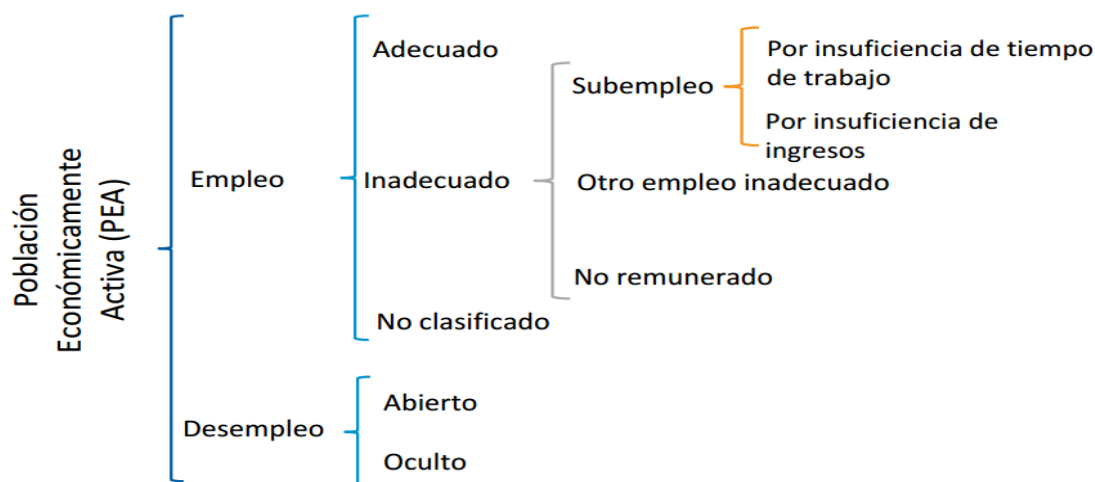 Población
Económicamente
Activa (PEA)
Empleo
Adecuado
Inadecuado
Subempleo
Por insuficiencia de tiempo
de trabajo
Por insuficiencia de
ingresos
Otro empleo inadecuado
No remunerado
No clasificado
Desempleo
Abierto
Oculto